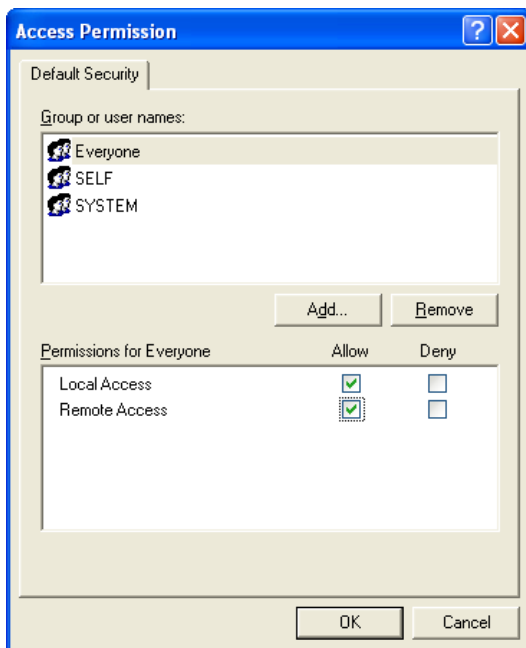 Access Permission
Default Security
Group or user names:
Everyone
SELF
SYSTEM
Add... Remove
Permissions for Everyone Allow Deny
Local Access
Remote Access
OK Cancel